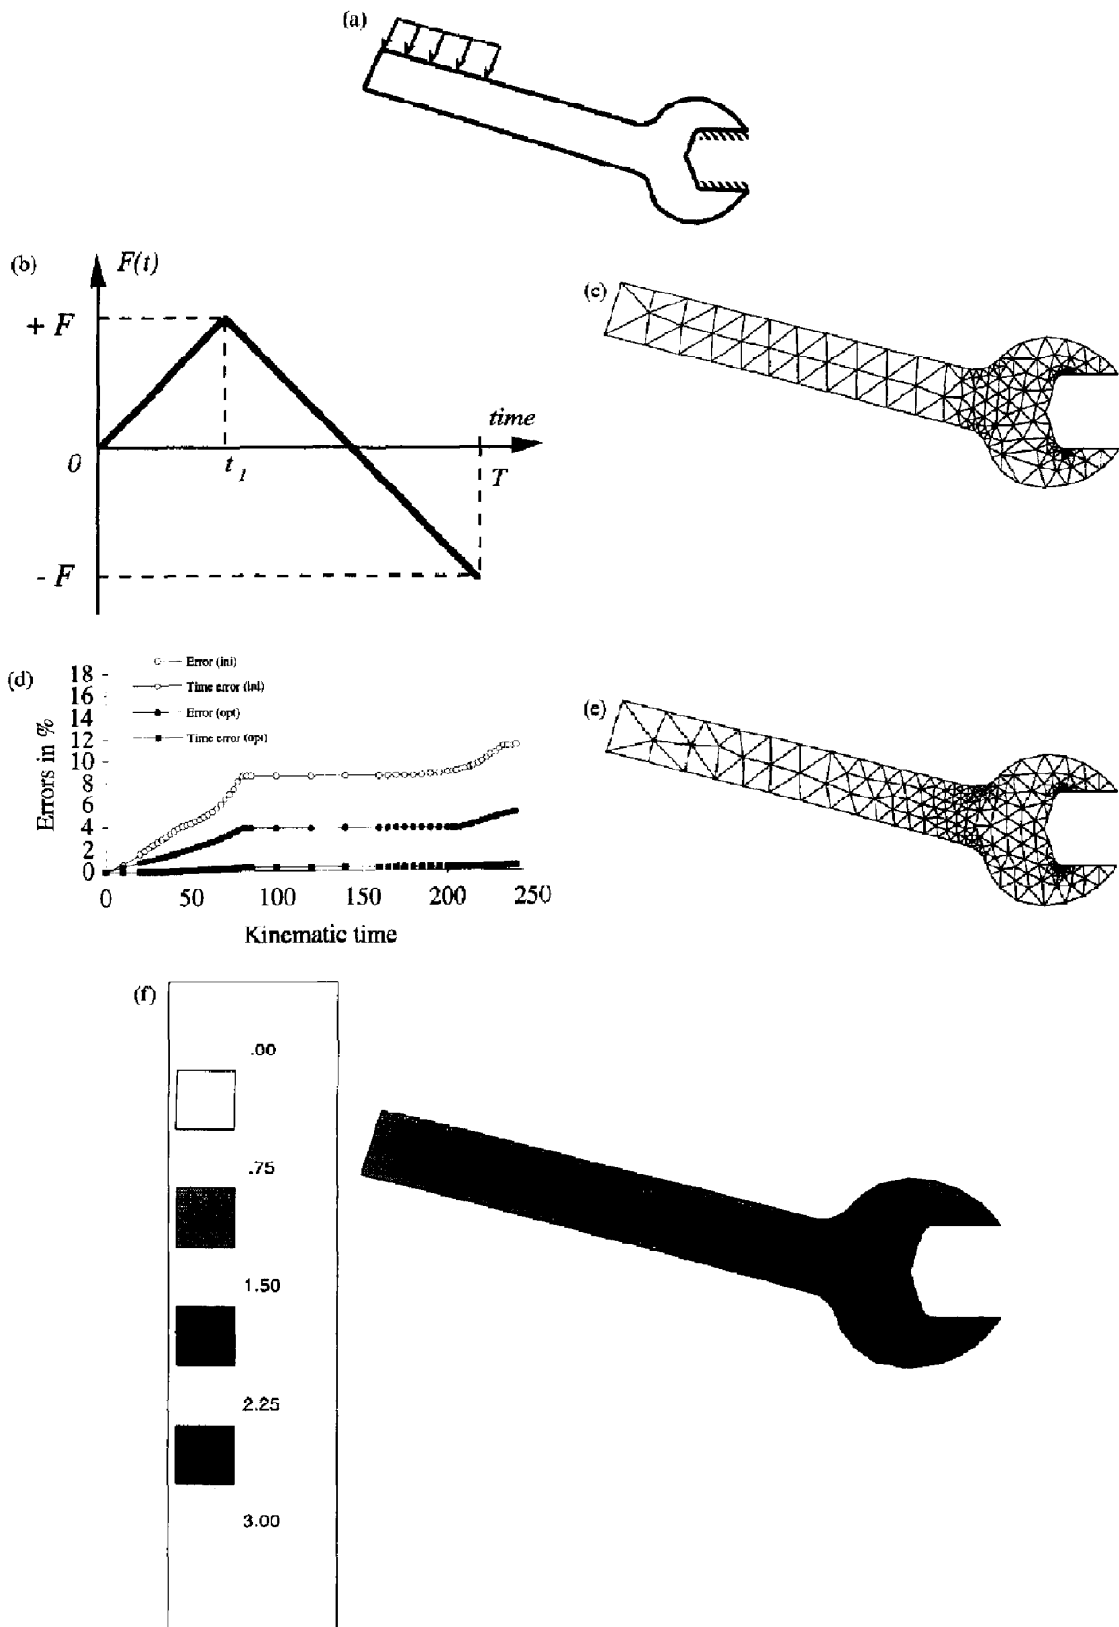 (a)
(b)
F(t)
+ F
time
0
t1
T
- F
(c)
(d)
Error (ini)
Time error (ini)
Error (opt)
Time error (opt)
Errors in %
18
16
14
12
10
8
6
4
2
0
0 50 100 150 200 250
Kinematic time
(e)
(f)
.00
.75
1.50
2.25
3.00